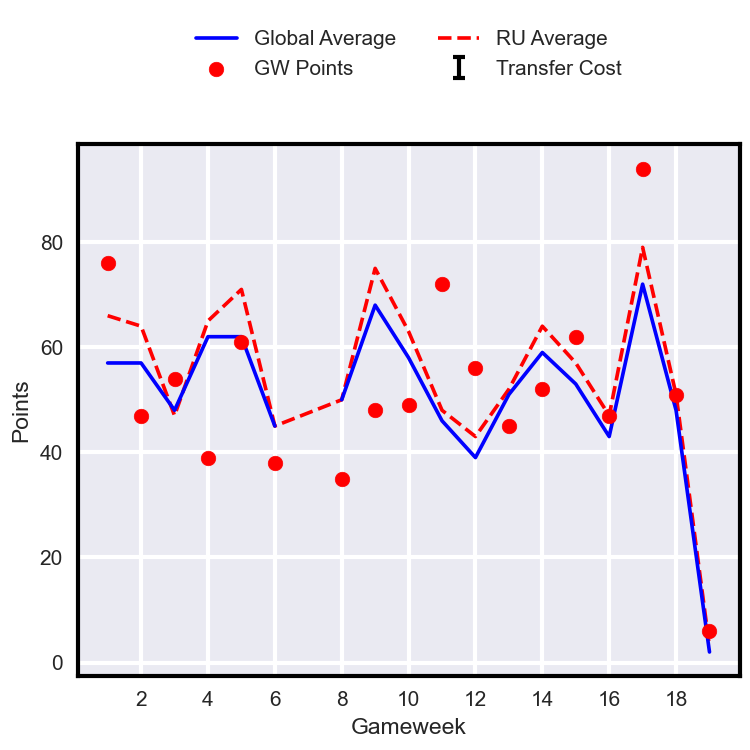 Global Average
RU Average
GW Points
Transfer Cost
Points
80
60
40
20
0
2 4 6 8 10 12 14 16 18
Gameweek